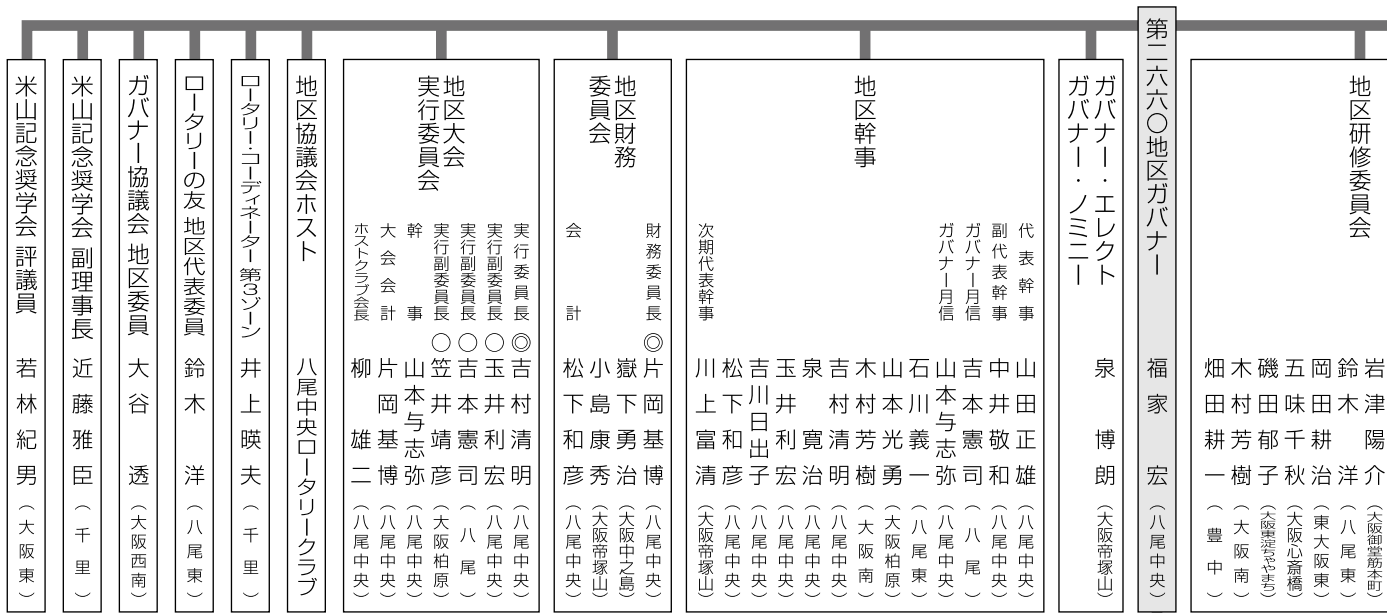 地区研修委員会
岩津陽介（大阪御堂筋本町）
鈴木 洋（八尾東）
岡田耕治（東大阪東）
五味千秋（大阪心斎橋）
磯田郁子（大阪東淀ちゃやまち）
木村芳樹（大阪南）
畑田耕一（豊中）
第二六六〇地区ガバナー 福家 宏（八尾中央）
ガバナー・エレクト
ガバナー・ノミニー 泉 博朗（大阪帝塚山）
地区幹事
代表幹事 山田正雄（八尾中央）
副代表幹事 中井敬和（八尾中央）
ガバナー月信 吉本憲司（八尾）
ガバナー月信 山本与志弥（八尾中央）
石川義一（八尾東）
山本光勇（大阪柏原）
木村芳樹（大阪南）
吉村清明（八尾中央）
泉 寛治（八尾中央）
玉井利宏（八尾中央）
吉川日出子（八尾中央）
松下和彦（八尾中央）
次期代表幹事 川上富清（大阪帝塚山）
地区財務
委員会
財務委員長 ◎片岡基博（八尾中央）
嶽下勇治（大阪中之島）
小島康秀（大阪帝塚山）
会計 松下和彦（八尾中央）
地区大会
実行委員会
実行委員長 ◎吉村清明（八尾中央）
実行副委員長 ○玉井利宏（八尾中央）
実行副委員長 ○吉本憲司（八尾）
実行副委員長 ○笠井靖彦（大阪柏原）
幹事 山本与志弥（八尾中央）
大会会計 片岡基博（八尾中央）
ホストクラブ会長 柳 雄二（八尾中央）
地区協議会ホスト 八尾中央ロータリークラブ
ロータリー・コーディネーター 第3ゾーン 井上暎夫（千里）
ロータリーの友 地区代表委員 鈴木 洋（八尾東）
ガバナー協議会 地区委員 大谷 透（大阪西南）
米山記念奨学会 副理事長 近藤雅臣（千里）
米山記念奨学会 評議員 若林紀男（大阪東）